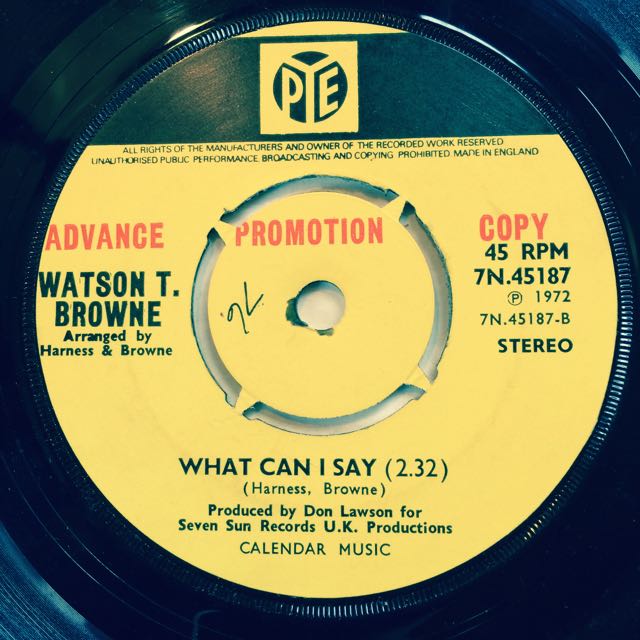 PYE
ALL RIGHTS OF THE MANUFACTURERS AND OWNER OF THE RECORDED WORK RESERVED
UNAUTHORISED PUBLIC PERFORMANCE BROADCASTING AND COPYING PROHIBITED MADE IN ENGLAND
ADVANCE PROMOTION COPY
45 RPM
7N.45187
Ⓟ 1972
7N.45187-B
STEREO
WATSON T.
BROWNE
Arranged by
Harness & Browne
WHAT CAN I SAY (2.32)
(Harness, Browne)
Produced by Don Lawson for
Seven Sun Records U.K. Productions
CALENDAR MUSIC